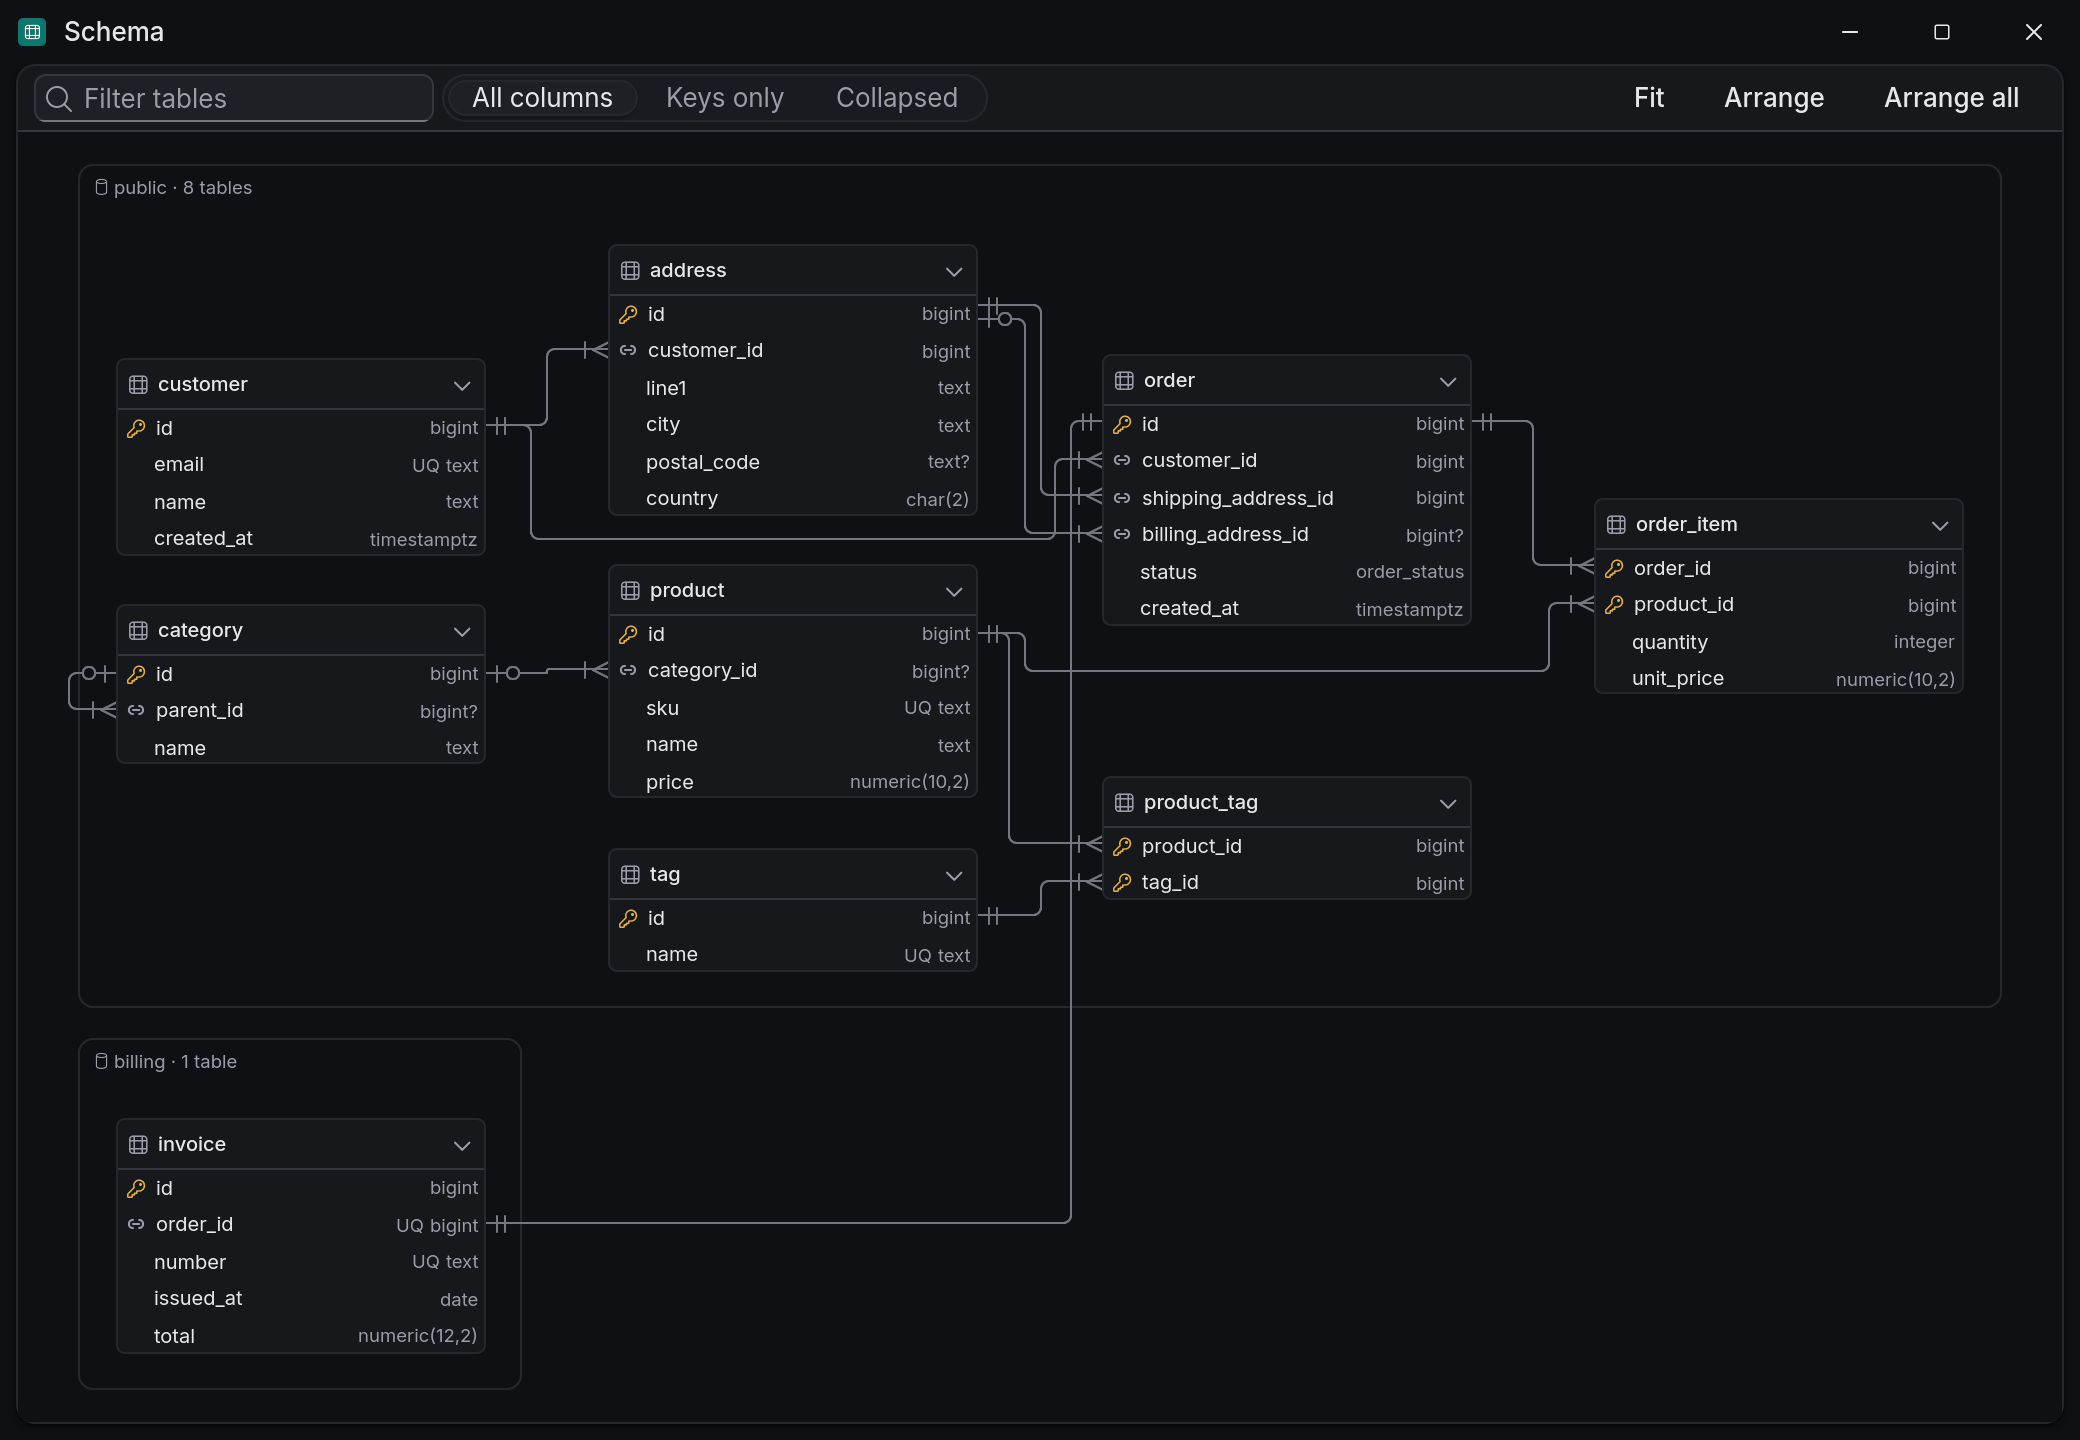 Schema
Filter tables
All columns
Keys only
Collapsed
Fit
Arrange
Arrange all
public · 8 tables
address
id bigint
customer_id bigint
line1 text
city text
postal_code text?
country char(2)
customer
id bigint
email UQ text
name text
created_at timestamptz
order
id bigint
customer_id bigint
shipping_address_id bigint
billing_address_id bigint?
status order_status
created_at timestamptz
order_item
order_id bigint
product_id bigint
quantity integer
unit_price numeric(10,2)
category
id bigint
parent_id bigint?
name text
product
id bigint
category_id bigint?
sku UQ text
name text
price numeric(10,2)
product_tag
product_id bigint
tag_id bigint
tag
id bigint
name UQ text
billing · 1 table
invoice
id bigint
order_id UQ bigint
number UQ text
issued_at date
total numeric(12,2)